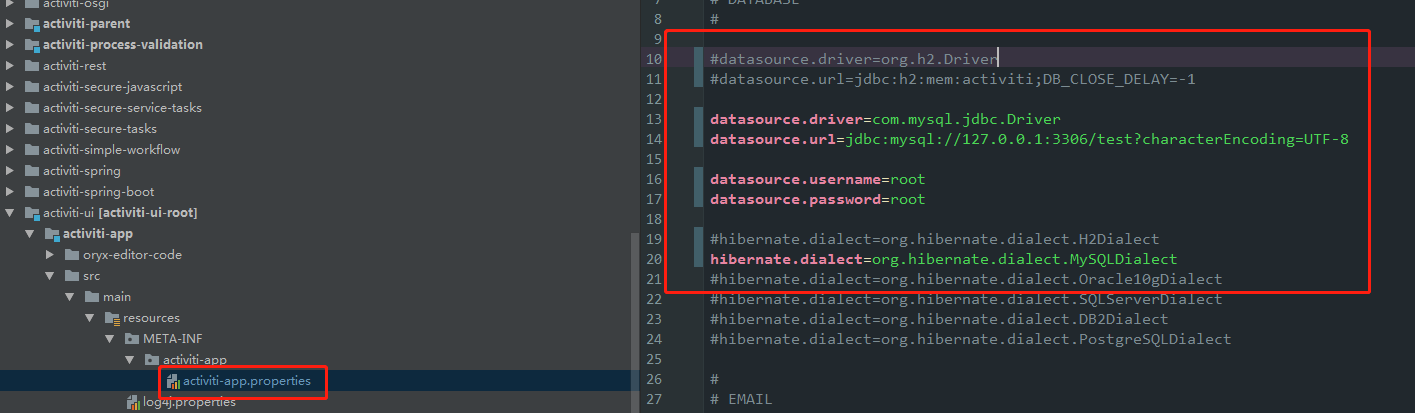 activiti-osgi
activiti-parent
activiti-process-validation
activiti-rest
activiti-secure-javascript
activiti-secure-service-tasks
activiti-secure-tasks
activiti-simple-workflow
activiti-spring
activiti-spring-boot
activiti-ui [activiti-ui-root]
activiti-app
oryx-editor-code
src
main
resources
META-INF
activiti-app
activiti-app.properties
log4j.properties
7 # DATABASE
8 #
9
10 #datasource.driver=org.h2.Driver
11 #datasource.url=jdbc:h2:mem:activiti;DB_CLOSE_DELAY=-1
12
13 datasource.driver=com.mysql.jdbc.Driver
14 datasource.url=jdbc:mysql://127.0.0.1:3306/test?characterEncoding=UTF-8
15
16 datasource.username=root
17 datasource.password=root
18
19 #hibernate.dialect=org.hibernate.dialect.H2Dialect
20 hibernate.dialect=org.hibernate.dialect.MySQLDialect
21 #hibernate.dialect=org.hibernate.dialect.Oracle10gDialect
22 #hibernate.dialect=org.hibernate.dialect.SQLServerDialect
23 #hibernate.dialect=org.hibernate.dialect.DB2Dialect
24 #hibernate.dialect=org.hibernate.dialect.PostgreSQLDialect
25
26 #
27 # EMAIL